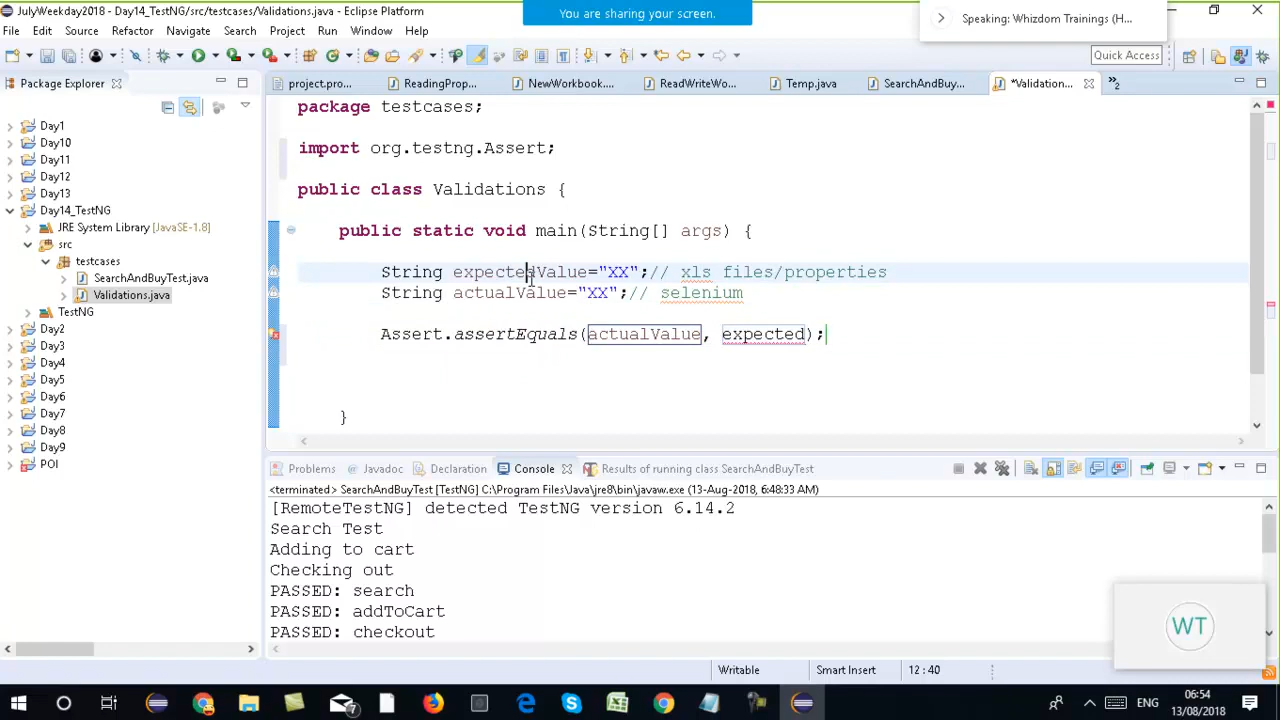 JulyWeekday2018 - Day14_TestNG/src/testcases/Validations.java - Eclipse Platform
You are sharing your screen.
Speaking: Whizdom Trainings (H...
File Edit Source Refactor Navigate Search Project Run Window Help
Quick Access
Package Explorer
project.pro...
ReadingProp...
NewWorkbook....
ReadWriteWo...
Temp.java
SearchAndBuy...
*Validation...
2
Day1
Day10
Day11
Day12
Day13
Day14_TestNG
JRE System Library [JavaSE-1.8]
src
testcases
SearchAndBuyTest.java
Validations.java
TestNG
Day2
Day3
Day4
Day5
Day6
Day7
Day8
Day9
POI
package testcases;
import org.testng.Assert;
public class Validations {
public static void main(String[] args) {
String expectedValue="XX";// xls files/properties
String actualValue="XX";// selenium
Assert.assertEquals(actualValue, expected);
}
Problems Javadoc Declaration Console Results of running class SearchAndBuyTest
<terminated> SearchAndBuyTest [TestNG] C:\Program Files\Java\jre8\bin\javaw.exe (13-Aug-2018, 6:48:33 AM)
[RemoteTestNG] detected TestNG version 6.14.2
Search Test
Adding to cart
Checking out
PASSED: search
PASSED: addToCart
PASSED: checkout
WT
Writable Smart Insert 12 : 40
7
ENG
06:54
13/08/2018